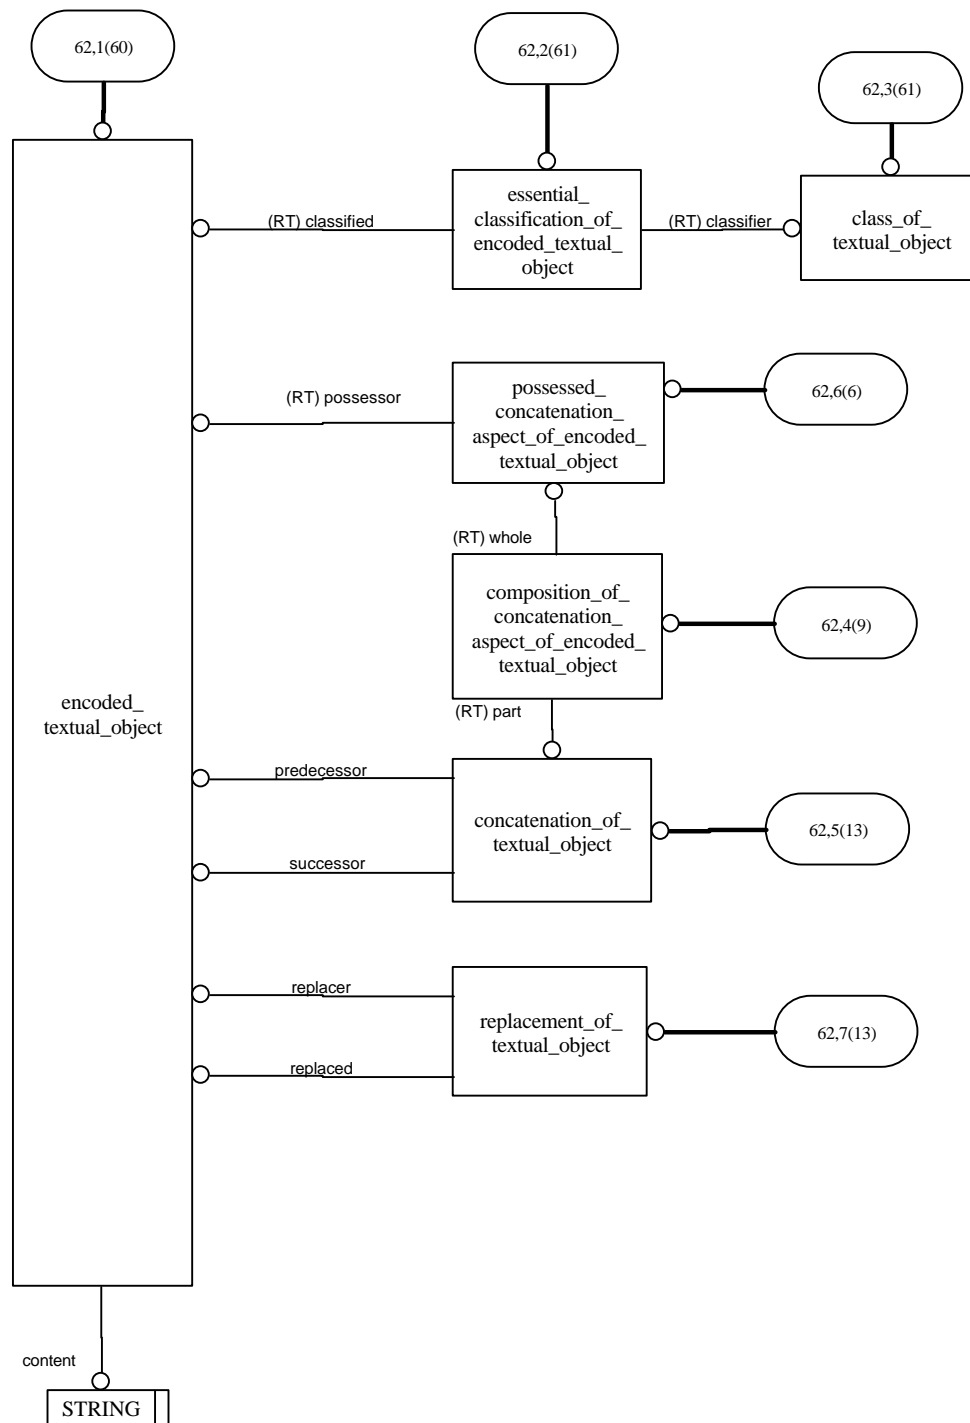 62,1(60)
62,2(61)
62,3(61)
essential_
classification_of_
encoded_textual_
object
(RT) classified
(RT) classifier
class_of_
textual_object
possessed_
concatenation_
aspect_of_encoded_
textual_object
(RT) possessor
62,6(6)
(RT) whole
composition_of_
concatenation_
aspect_of_encoded_
textual_object
62,4(9)
(RT) part
encoded_
textual_object
predecessor
concatenation_of_
textual_object
62,5(13)
successor
replacer
replacement_of_
textual_object
62,7(13)
replaced
content
STRING